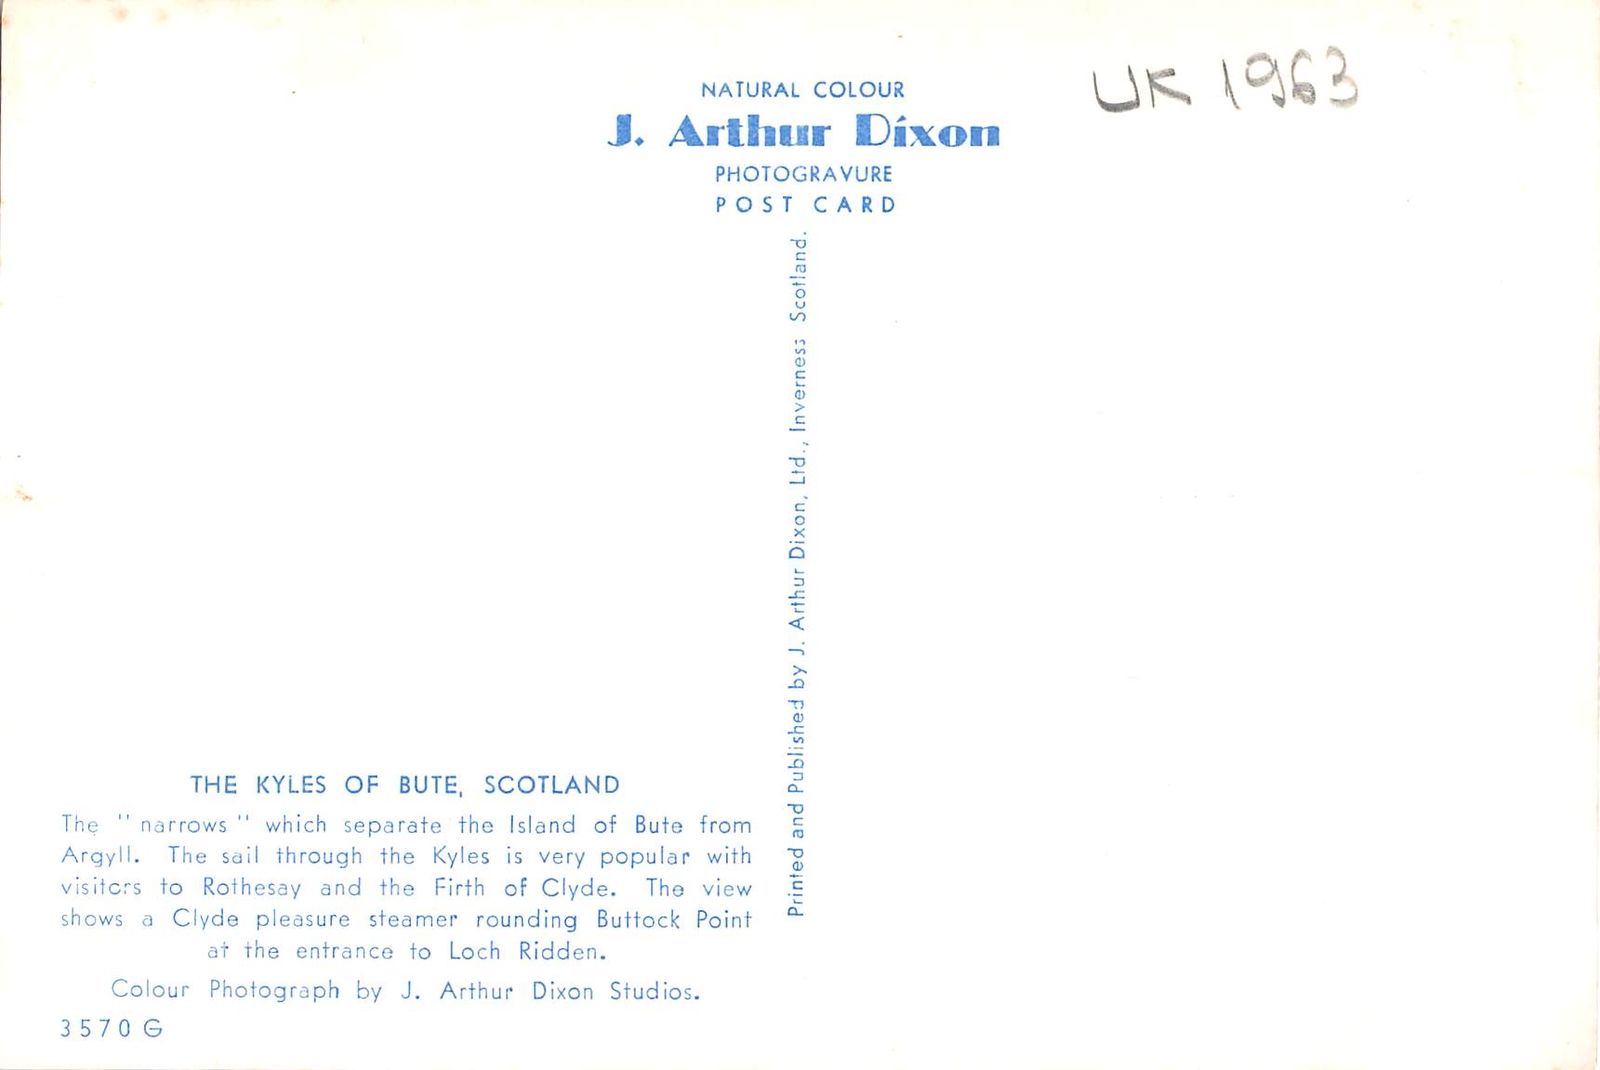 NATURAL COLOUR
J. Arthur Dixon
PHOTOGRAVURE
POST CARD
UK 1963
Printed and Published by J. Arthur Dixon, Ltd., Inverness Scotland.
THE KYLES OF BUTE, SCOTLAND
The "narrows" which separate the Island of Bute from
Argyll. The sail through the Kyles is very popular with
visitors to Rothesay and the Firth of Clyde. The view
shows a Clyde pleasure steamer rounding Buttock Point
at the entrance to Loch Ridden.
Colour Photograph by J. Arthur Dixon Studios.
3570 G